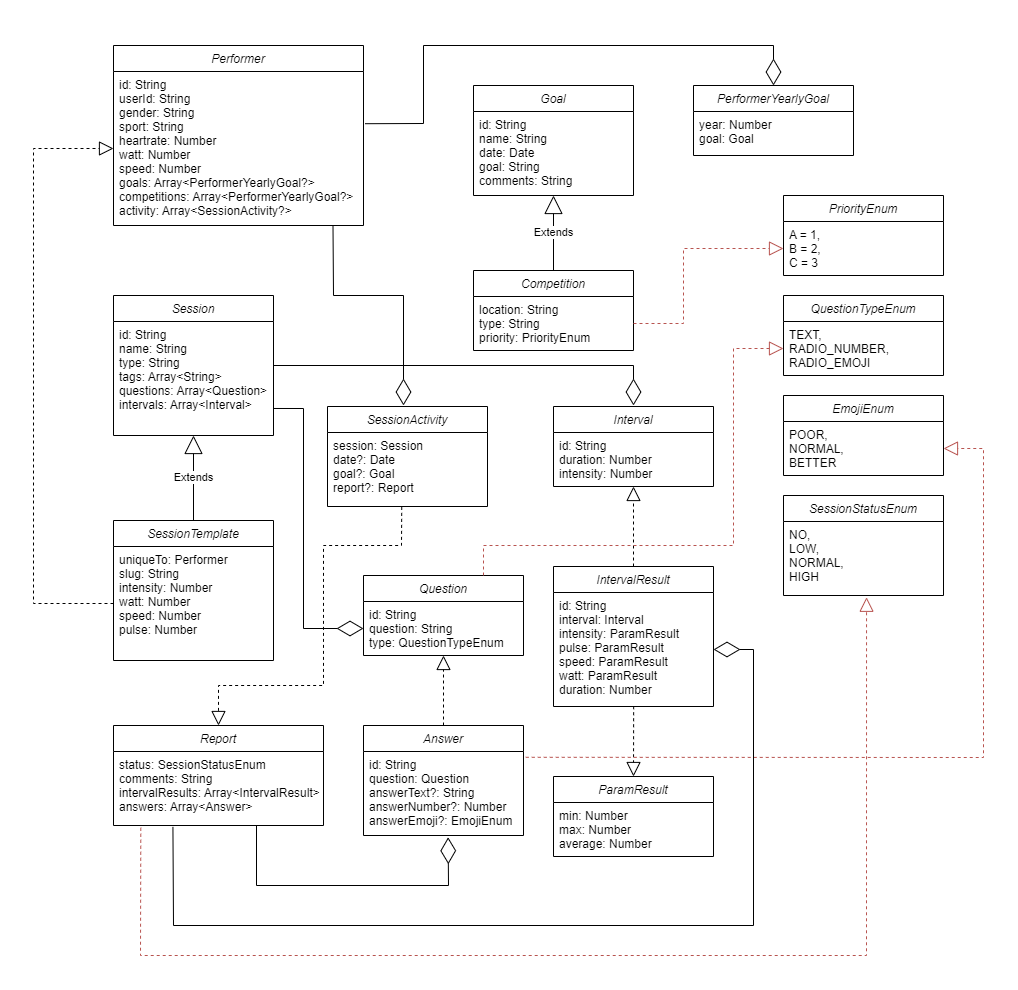 Performer
id: String
userId: String
gender: String
sport: String
heartrate: Number
watt: Number
speed: Number
goals: Array<PerformerYearlyGoal?>
competitions: Array<PerformerYearlyGoal?>
activity: Array<SessionActivity?>
Goal
id: String
name: String
date: Date
goal: String
comments: String
PerformerYearlyGoal
year: Number
goal: Goal
Extends
PriorityEnum
A = 1,
B = 2,
C = 3
Competition
location: String
type: String
priority: PriorityEnum
Session
id: String
name: String
type: String
tags: Array<String>
questions: Array<Question>
intervals: Array<Interval>
QuestionTypeEnum
TEXT,
RADIO_NUMBER,
RADIO_EMOJI
Extends
SessionActivity
session: Session
date?: Date
goal?: Goal
report?: Report
Interval
id: String
duration: Number
intensity: Number
EmojiEnum
POOR,
NORMAL,
BETTER
SessionStatusEnum
NO,
LOW,
NORMAL,
HIGH
SessionTemplate
uniqueTo: Performer
slug: String
intensity: Number
watt: Number
speed: Number
pulse: Number
Question
id: String
question: String
type: QuestionTypeEnum
IntervalResult
id: String
interval: Interval
intensity: ParamResult
pulse: ParamResult
speed: ParamResult
watt: ParamResult
duration: Number
Report
status: SessionStatusEnum
comments: String
intervalResults: Array<IntervalResult>
answers: Array<Answer>
Answer
id: String
question: Question
answerText?: String
answerNumber?: Number
answerEmoji?: EmojiEnum
ParamResult
min: Number
max: Number
average: Number